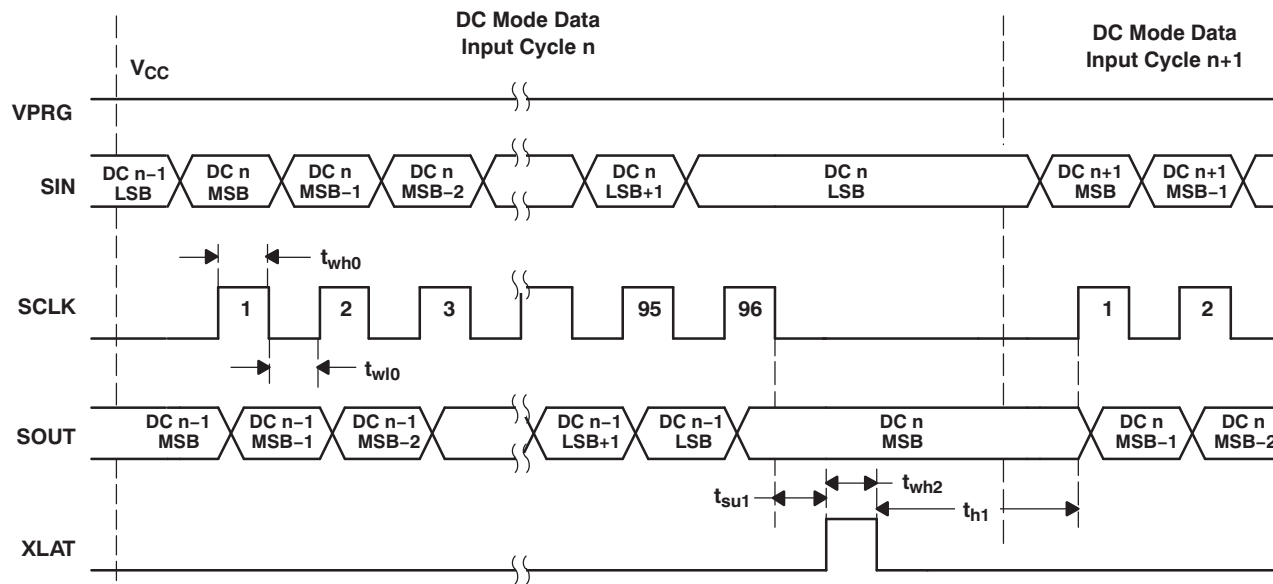 DC Mode Data
Input Cycle n
DC Mode Data
Input Cycle n+1
VCC
VPRG
SIN
DC n−1
LSB
DC n
MSB
DC n
MSB−1
DC n
MSB−2
DC n
LSB+1
DC n
LSB
DC n+1
MSB
DC n+1
MSB−1
twh0
SCLK
1
2
3
95
96
1
2
twl0
SOUT
DC n−1
MSB
DC n−1
MSB−1
DC n−1
MSB−2
DC n−1
LSB+1
DC n−1
LSB
DC n
MSB
DC n
MSB−1
DC n
MSB−2
tsu1
twh2
th1
XLAT